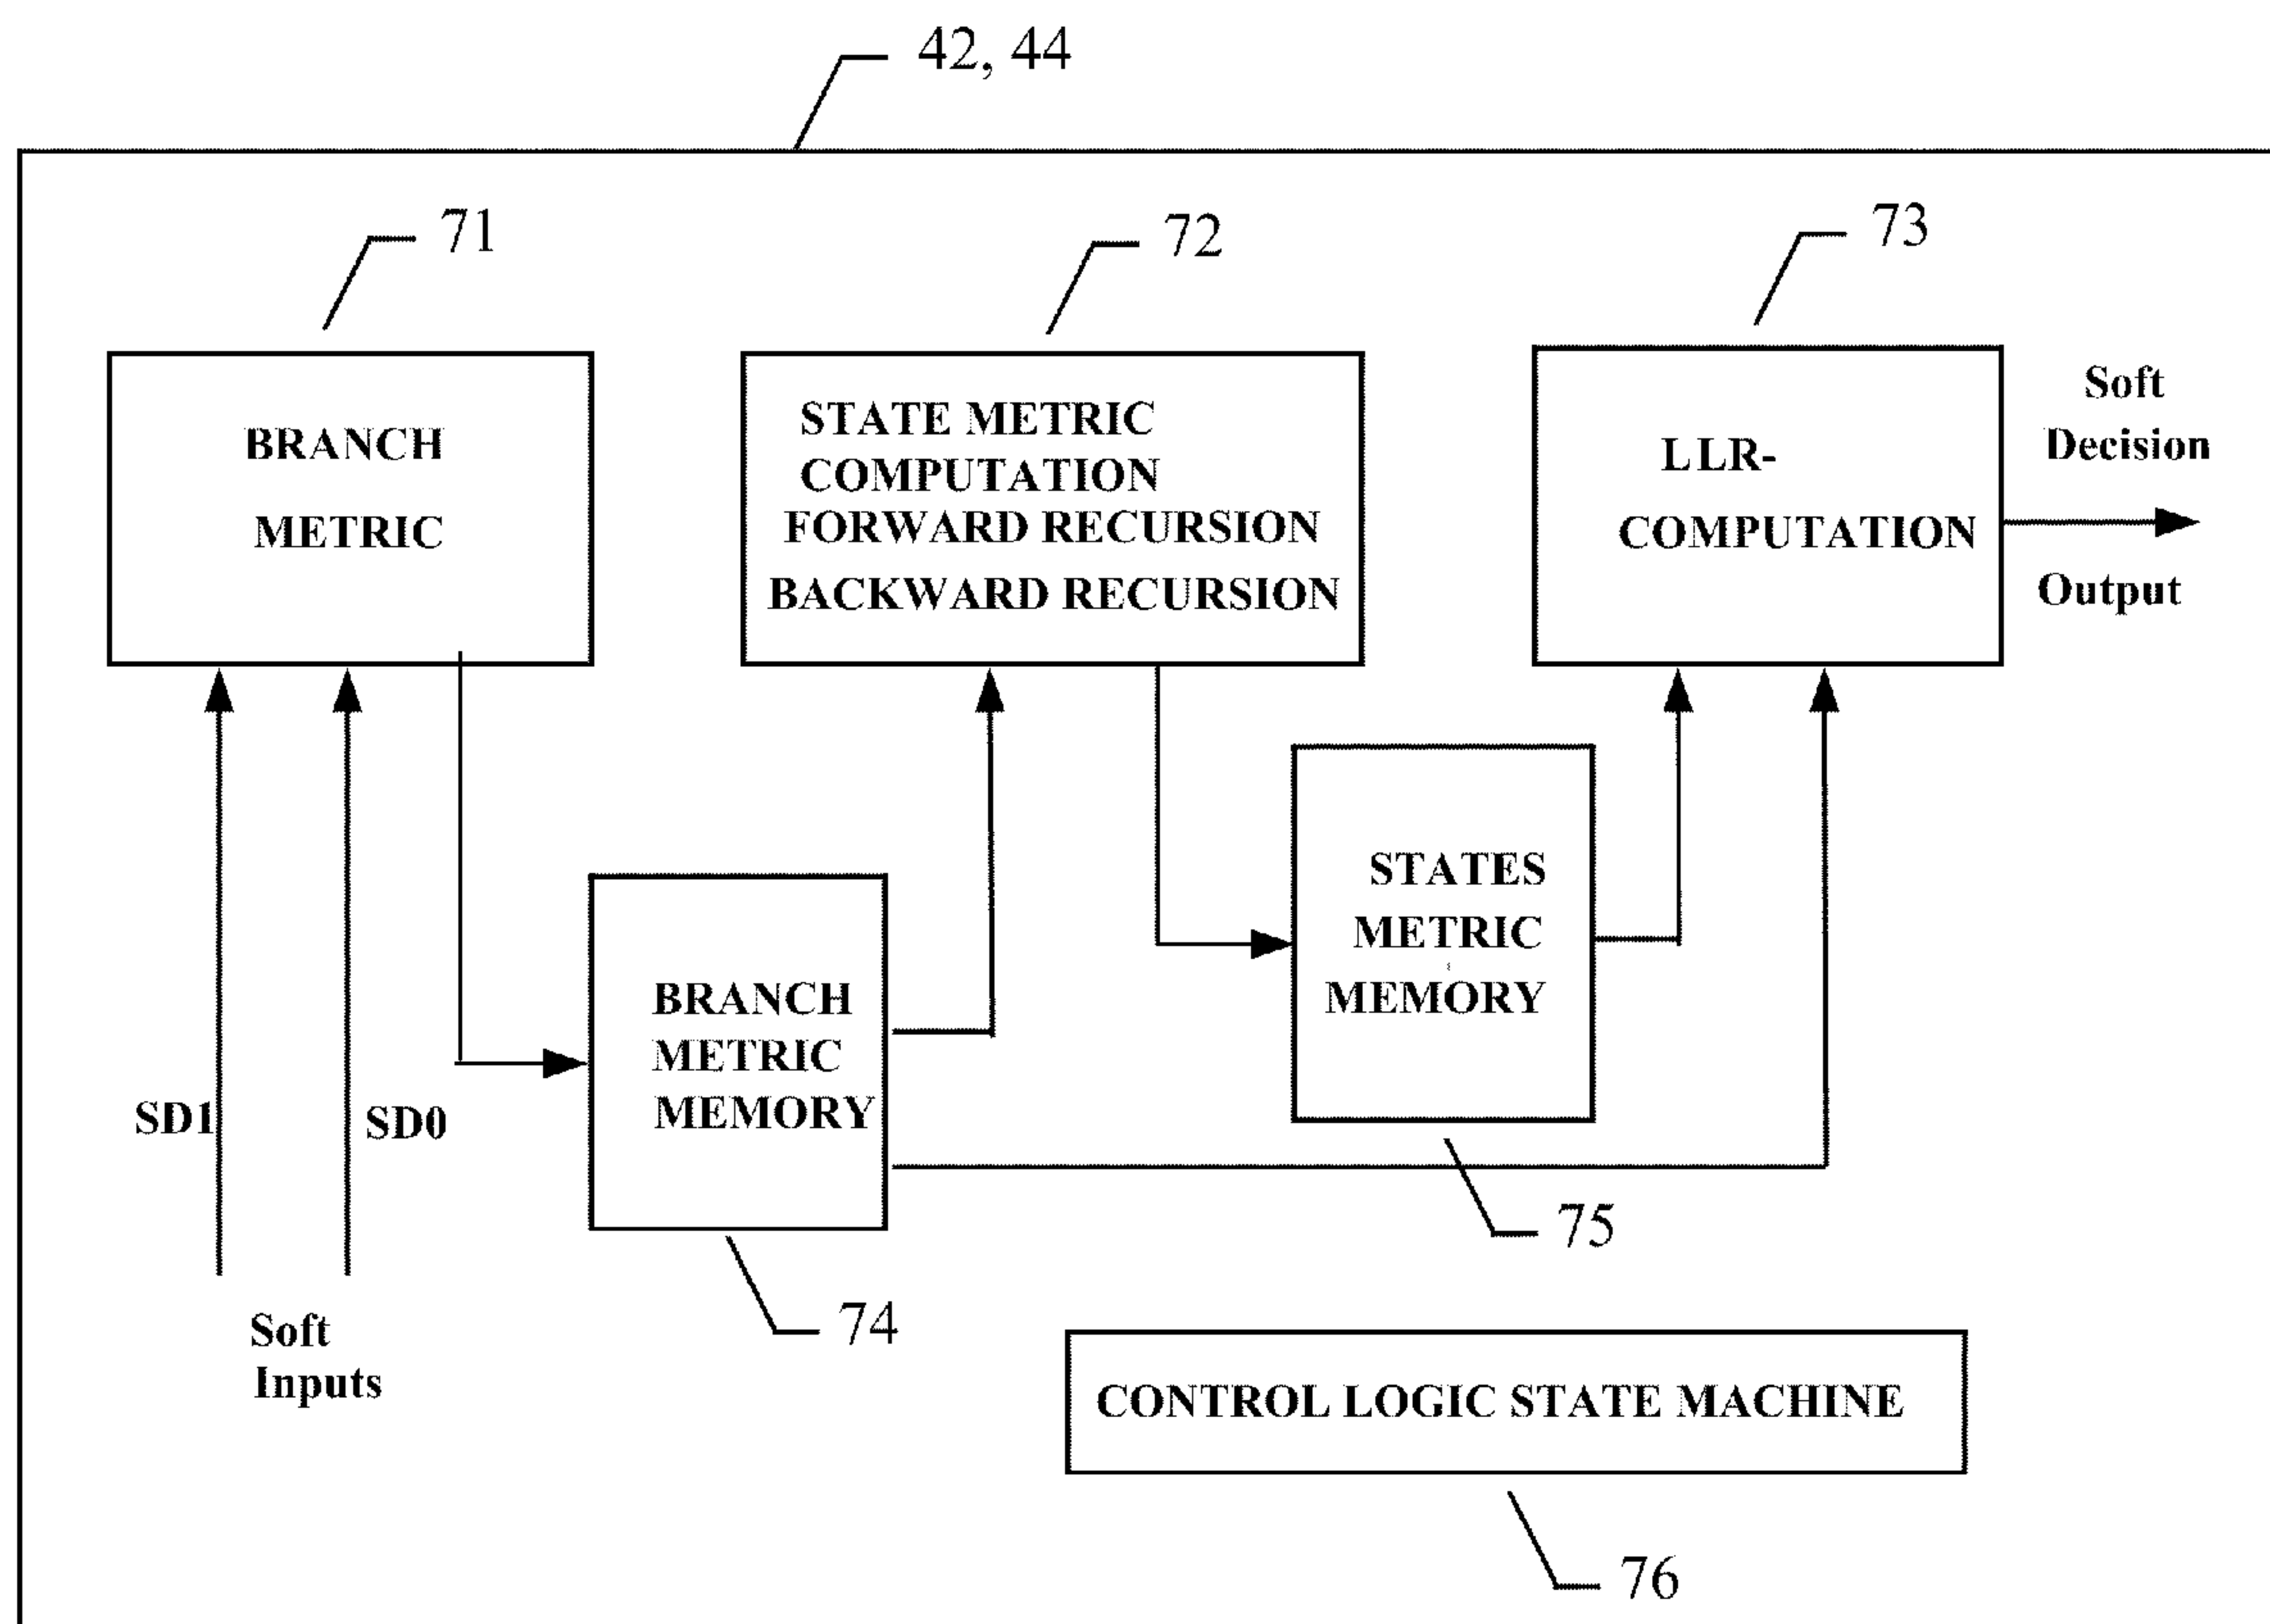 42, 44
71
72
73
BRANCH
METRIC
STATE METRIC
COMPUTATION
FORWARD RECURSION
BACKWARD RECURSION
LLR-
COMPUTATION
Soft
Decision
Output
STATES
METRIC
MEMORY
BRANCH
METRIC
MEMORY
SD1
SD0
75
74
Soft
Inputs
CONTROL LOGIC STATE MACHINE
76